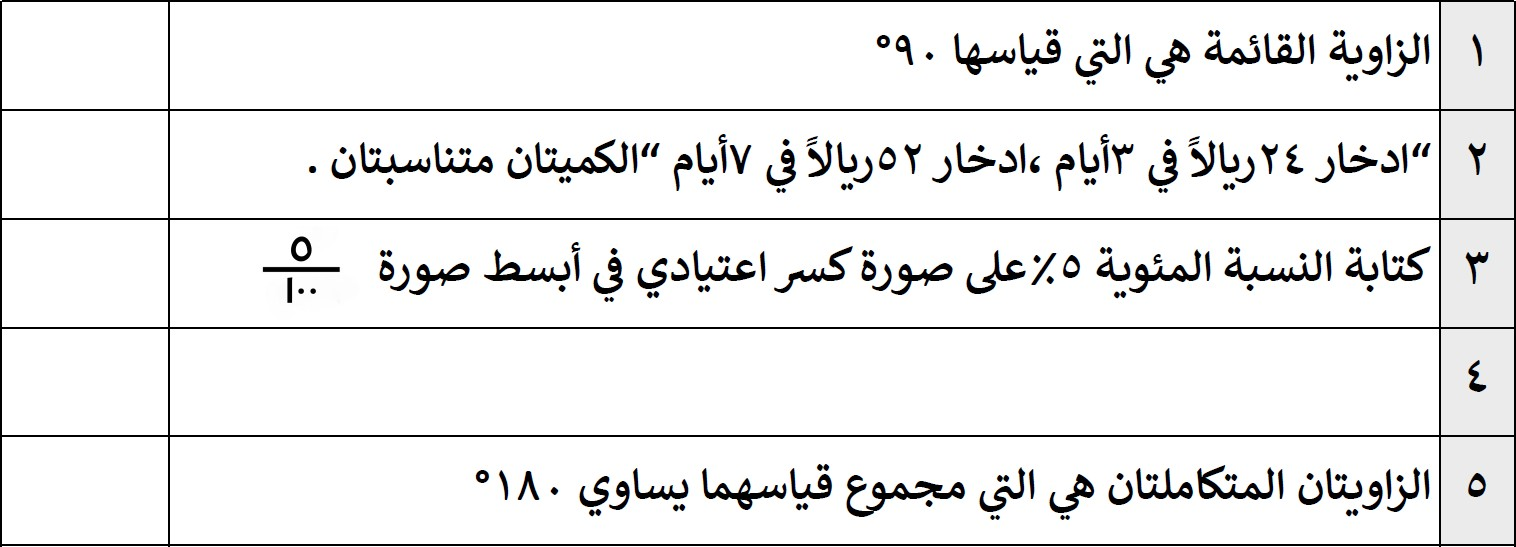 ١ الزاوية القائمة هي التي قياسها ٩٠°
٢ “ادخار ٢٤ريالاً في ٣أيام ،ادخار ٥٢ريالاً في ٧أيام “الكميتان متناسبتان .
٣ كتابة النسبة المئوية ٥٪على صورة كسر اعتيادي في أبسط صورة ٥/١٠٠
٤
٥ الزاويتان المتكاملتان هي التي مجموع قياسهما يساوي ١٨٠°